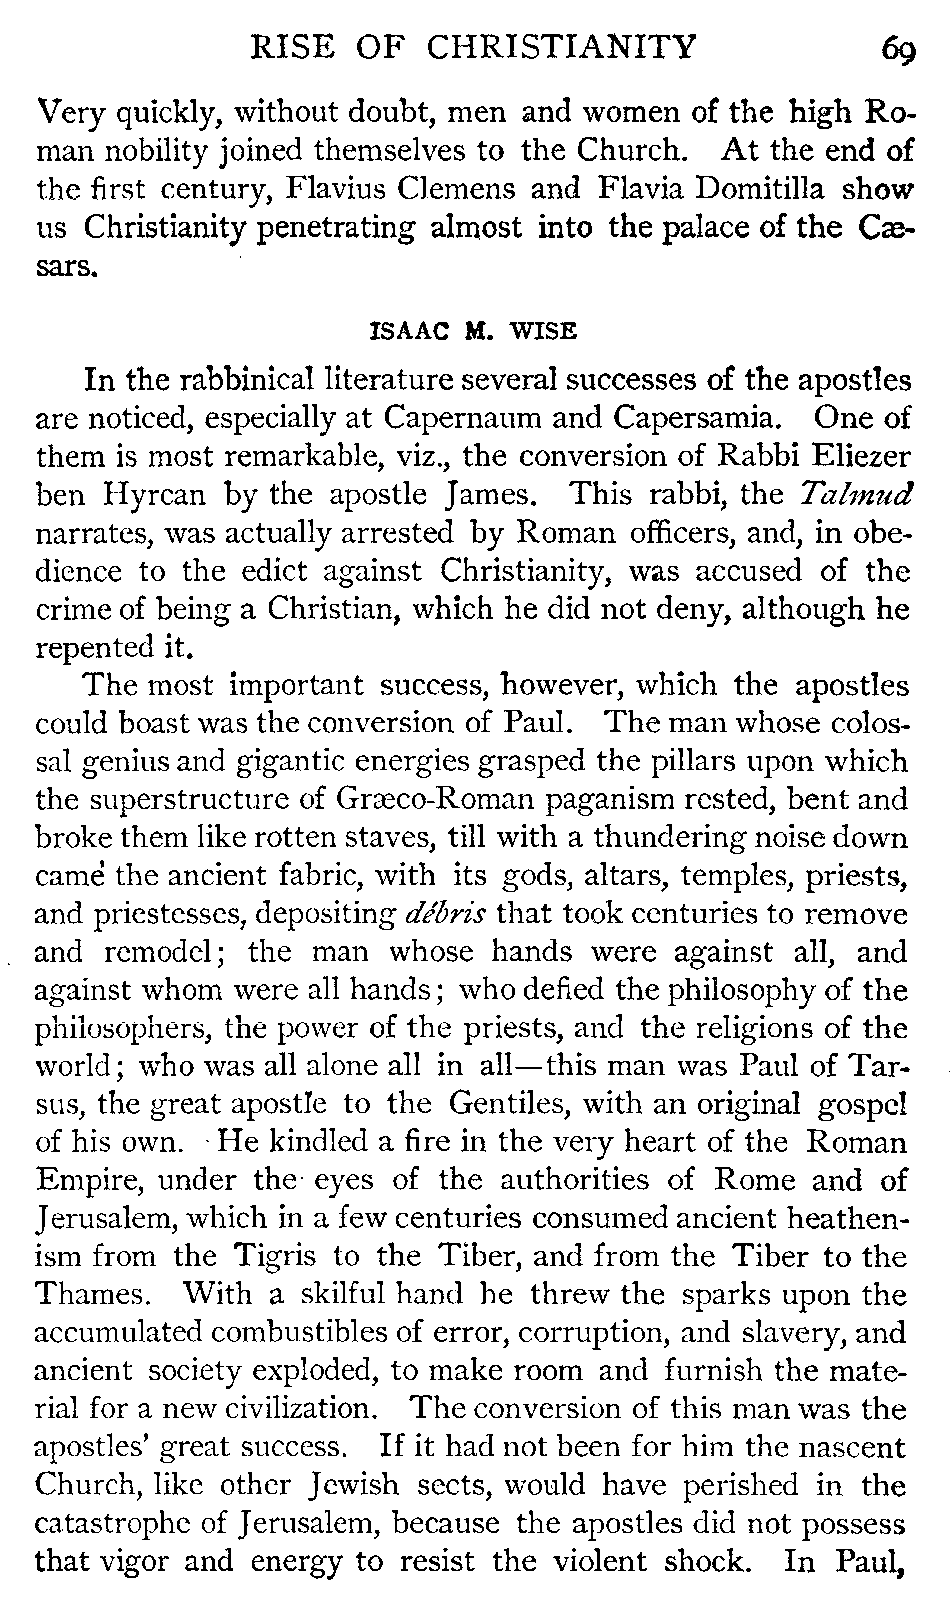 RISE OF CHRISTIANITY 69
Very quickly, without doubt, men and women of the high Ro-
man nobility joined themselves to the Church. At the end of
the first century, Flavius Clemens and Flavia Domitilla show
us Christianity penetrating almost into the palace of the Cæ-
sars.
ISAAC M. WISE
In the rabbinical literature several successes of the apostles
are noticed, especially at Capernaum and Capersamia. One of
them is most remarkable, viz., the conversion of Rabbi Eliezer
ben Hyrcan by the apostle James. This rabbi, the Talmud
narrates, was actually arrested by Roman officers, and, in obe-
dience to the edict against Christianity, was accused of the
crime of being a Christian, which he did not deny, although he
repented it.
The most important success, however, which the apostles
could boast was the conversion of Paul. The man whose colos-
sal genius and gigantic energies grasped the pillars upon which
the superstructure of Græco-Roman paganism rested, bent and
broke them like rotten staves, till with a thundering noise down
came the ancient fabric, with its gods, altars, temples, priests,
and priestesses, depositing débris that took centuries to remove
and remodel; the man whose hands were against all, and
against whom were all hands; who defied the philosophy of the
philosophers, the power of the priests, and the religions of the
world; who was all alone all in all—this man was Paul of Tar-
sus, the great apostle to the Gentiles, with an original gospel
of his own. He kindled a fire in the very heart of the Roman
Empire, under the eyes of the authorities of Rome and of
Jerusalem, which in a few centuries consumed ancient heathen-
ism from the Tigris to the Tiber, and from the Tiber to the
Thames. With a skilful hand he threw the sparks upon the
accumulated combustibles of error, corruption, and slavery, and
ancient society exploded, to make room and furnish the mate-
rial for a new civilization. The conversion of this man was the
apostles' great success. If it had not been for him the nascent
Church, like other Jewish sects, would have perished in the
catastrophe of Jerusalem, because the apostles did not possess
that vigor and energy to resist the violent shock. In Paul,